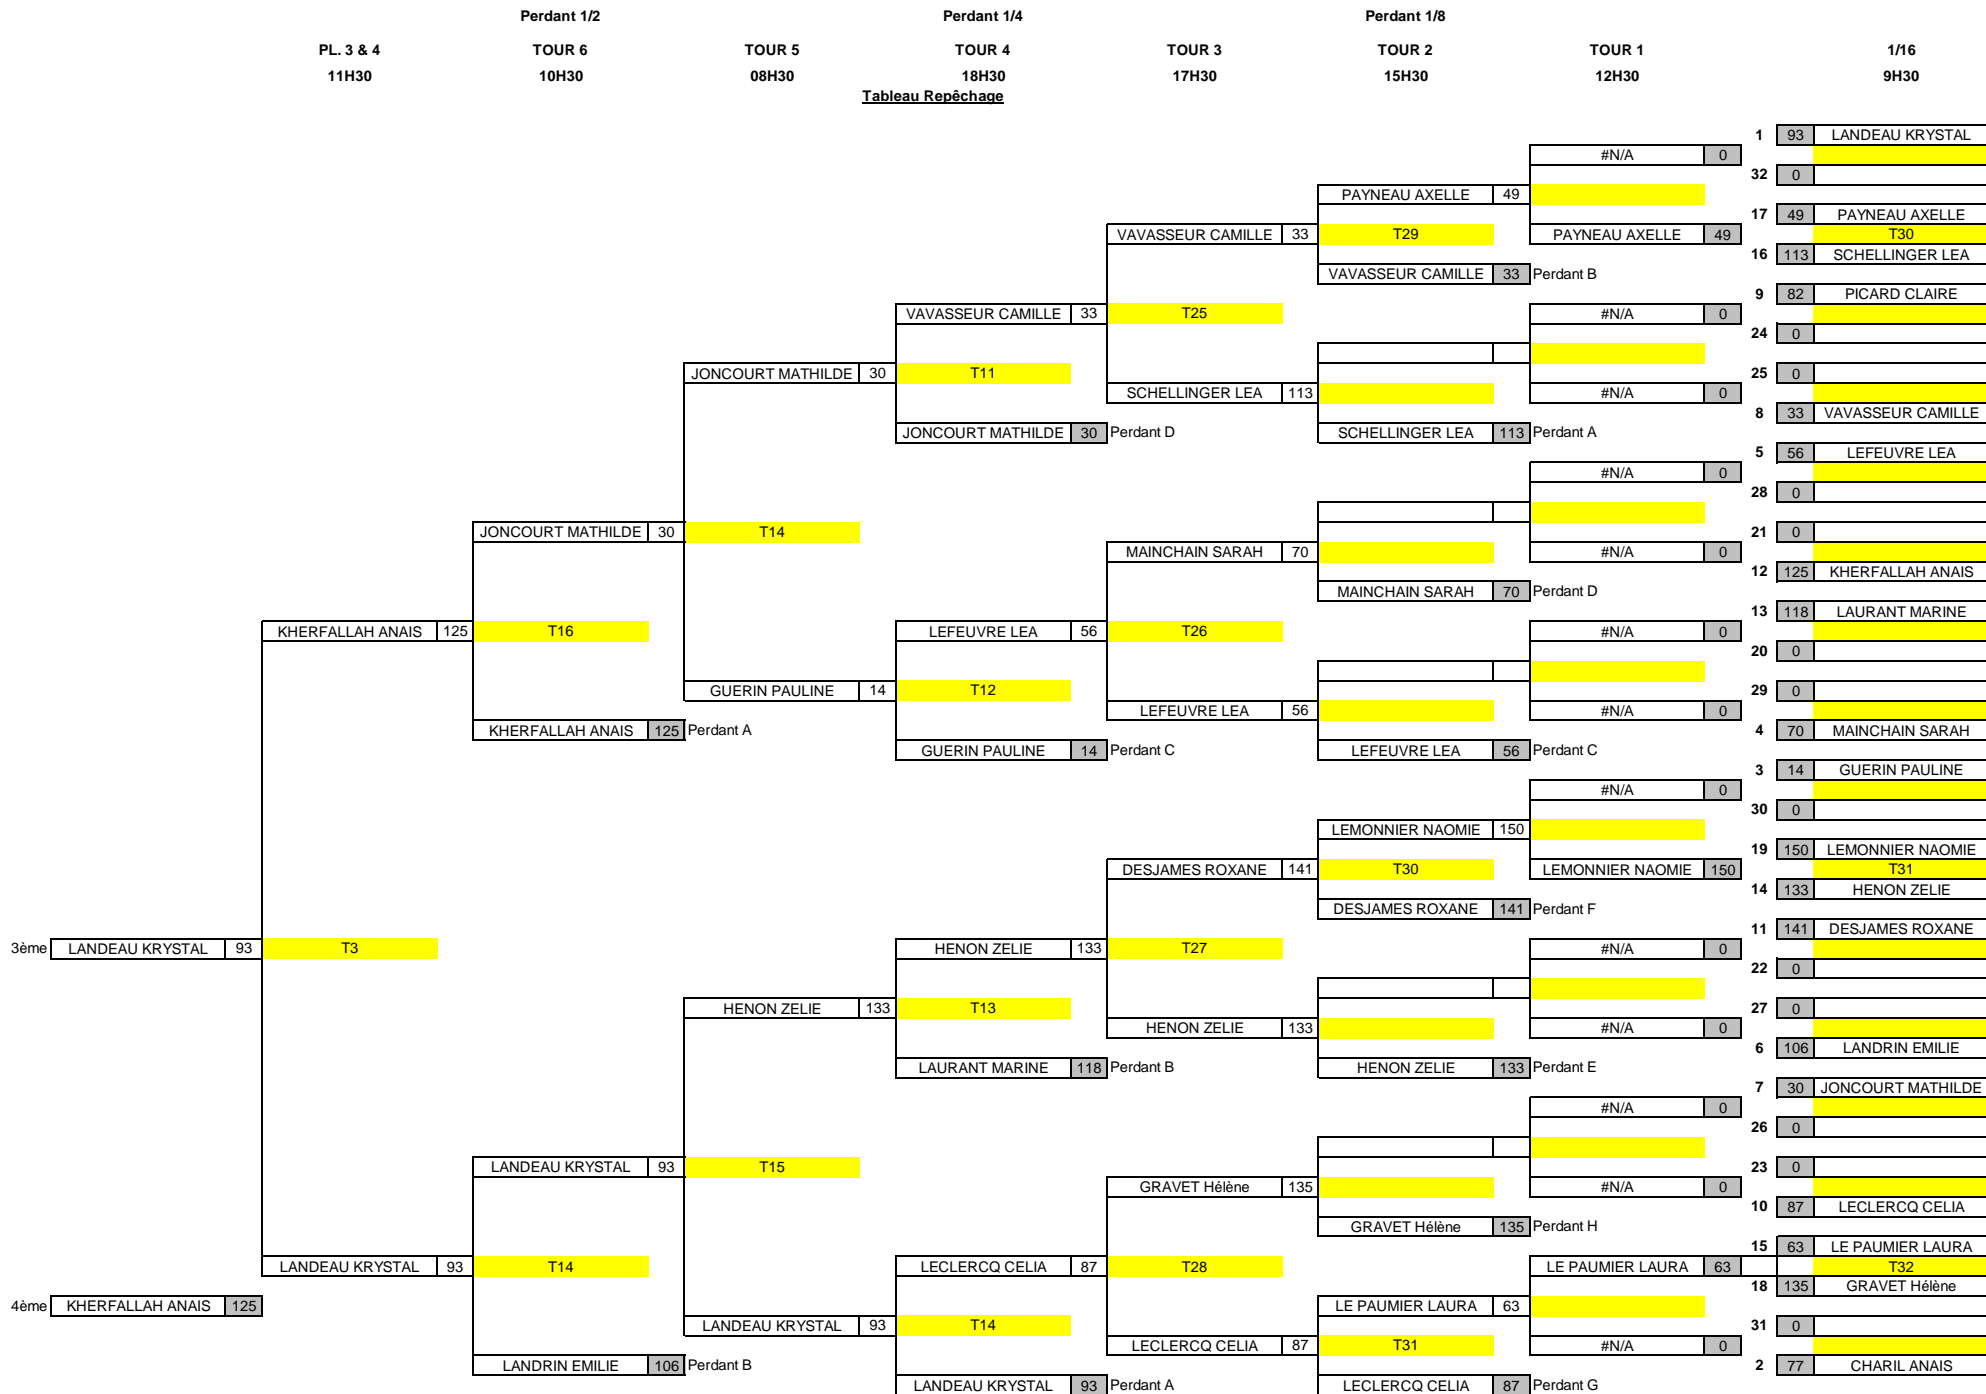 Perdant 1/2 Perdant 1/4 Perdant 1/8
PL. 3 & 4 TOUR 6 TOUR 5 TOUR 4 TOUR 3 TOUR 2 TOUR 1 1/16
11H30 10H30 08H30 18H30 17H30 15H30 12H30 9H30
Tableau Repêchage
1 93 LANDEAU KRYSTAL
#N/A 0
32 0
PAYNEAU AXELLE 49
17 49 PAYNEAU AXELLE
VAVASSEUR CAMILLE 33 T29 PAYNEAU AXELLE 49 T30
16 113 SCHELLINGER LEA
VAVASSEUR CAMILLE 33 Perdant B
9 82 PICARD CLAIRE
VAVASSEUR CAMILLE 33 T25 #N/A 0
24 0
JONCOURT MATHILDE 30 T11 25 0
SCHELLINGER LEA 113 #N/A 0
8 33 VAVASSEUR CAMILLE
JONCOURT MATHILDE 30 Perdant D SCHELLINGER LEA 113 Perdant A
5 56 LEFEUVRE LEA
#N/A 0
28 0
JONCOURT MATHILDE 30 T14 21 0
MAINCHAIN SARAH 70 #N/A 0
12 125 KHERFALLAH ANAIS
MAINCHAIN SARAH 70 Perdant D
13 118 LAURANT MARINE
KHERFALLAH ANAIS 125 T16 LEFEUVRE LEA 56 T26 #N/A 0
20 0
GUERIN PAULINE 14 T12 29 0
LEFEUVRE LEA 56 #N/A 0
KHERFALLAH ANAIS 125 Perdant A 4 70 MAINCHAIN SARAH
GUERIN PAULINE 14 Perdant C LEFEUVRE LEA 56 Perdant C
3 14 GUERIN PAULINE
#N/A 0
30 0
LEMONNIER NAOMIE 150
19 150 LEMONNIER NAOMIE
DESJAMES ROXANE 141 T30 LEMONNIER NAOMIE 150 T31
14 133 HENON ZELIE
DESJAMES ROXANE 141 Perdant F
11 141 DESJAMES ROXANE
3ème LANDEAU KRYSTAL 93 T3 HENON ZELIE 133 T27 #N/A 0
22 0
HENON ZELIE 133 T13 27 0
HENON ZELIE 133 #N/A 0
6 106 LANDRIN EMILIE
LAURANT MARINE 118 Perdant B HENON ZELIE 133 Perdant E
7 30 JONCOURT MATHILDE
#N/A 0
26 0
LANDEAU KRYSTAL 93 T15 23 0
GRAVET Hélène 135 #N/A 0
10 87 LECLERCQ CELIA
GRAVET Hélène 135 Perdant H
15 63 LE PAUMIER LAURA
LANDEAU KRYSTAL 93 T14 LECLERCQ CELIA 87 T28 LE PAUMIER LAURA 63 T32
18 135 GRAVET Hélène
4ème KHERFALLAH ANAIS 125 LE PAUMIER LAURA 63
LANDEAU KRYSTAL 93 T14 31 0
LECLERCQ CELIA 87 T31 #N/A 0
LANDRIN EMILIE 106 Perdant B 2 77 CHARIL ANAIS
LANDEAU KRYSTAL 93 Perdant A LECLERCQ CELIA 87 Perdant G